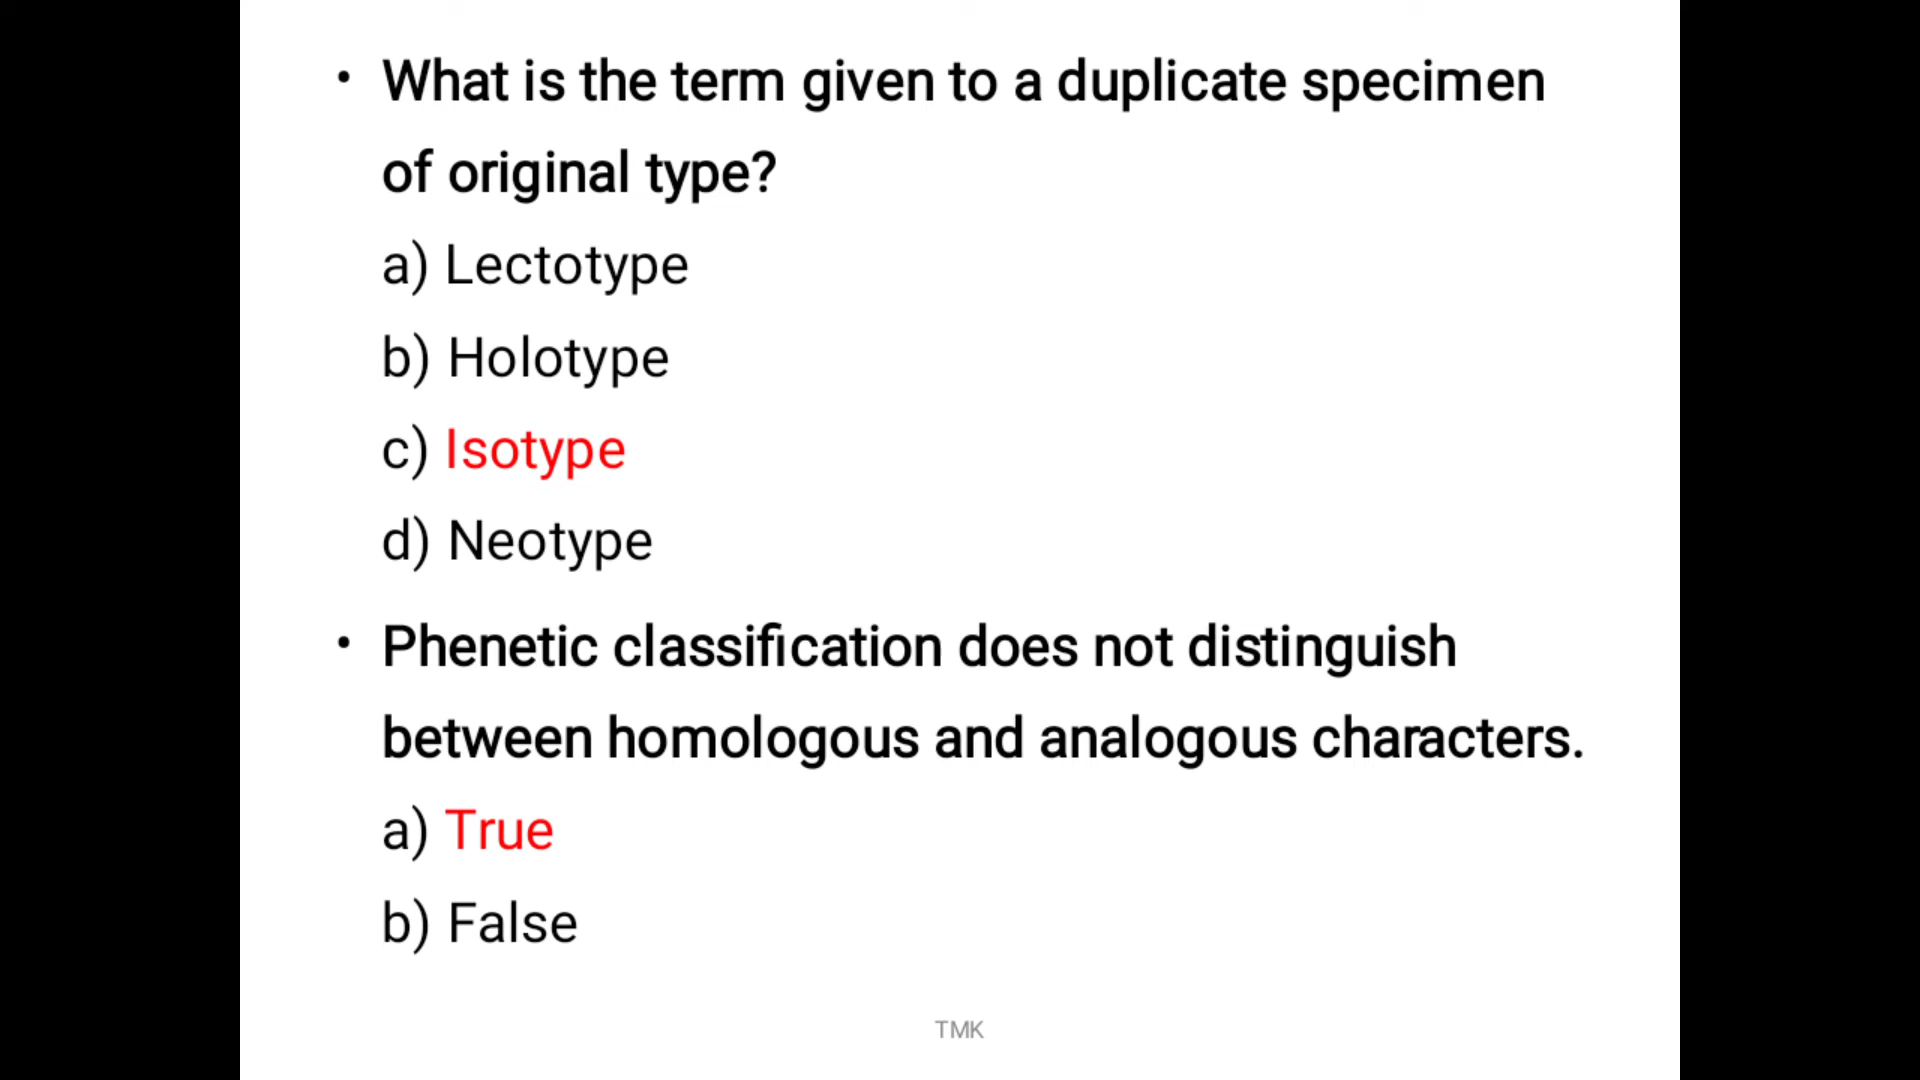 • What is the term given to a duplicate specimen
of original type?
a) Lectotype
b) Holotype
c) Isotype
d) Neotype
• Phenetic classification does not distinguish
between homologous and analogous characters.
a) True
b) False
TMK